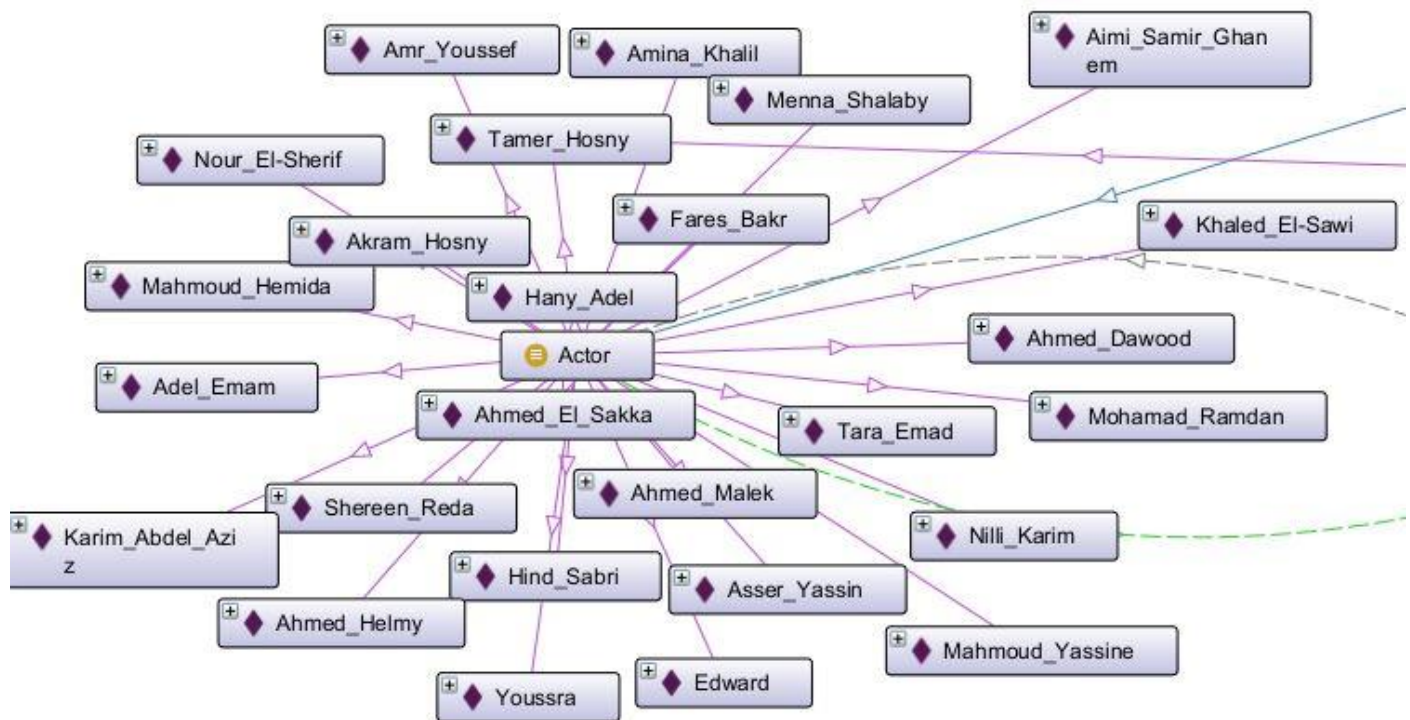 Amr_Youssef
Amina_Khalil
Aimi_Samir_Ghan
em
Menna_Shalaby
Tamer_Hosny
Nour_El-Sherif
Fares_Bakr
Khaled_El-Sawi
Akram_Hosny
Mahmoud_Hemida
Hany_Adel
Ahmed_Dawood
Actor
Adel_Emam
Ahmed_El_Sakka
Mohamad_Ramdan
Tara_Emad
Ahmed_Malek
Shereen_Reda
Karim_Abdel_Azi
z
Nilli_Karim
Hind_Sabri
Asser_Yassin
Ahmed_Helmy
Mahmoud_Yassine
Edward
Youssra